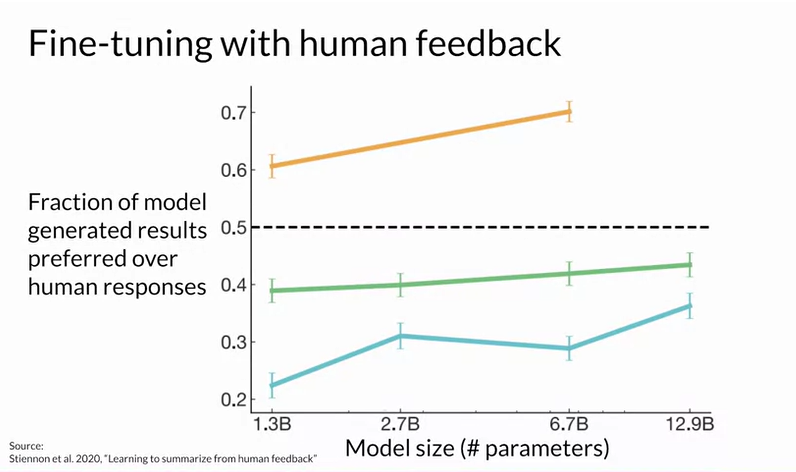 Fine-tuning with human feedback
Fraction of model
generated results
preferred over
human responses
0.7
0.6
0.5
0.4
0.3
0.2
1.3B 2.7B 6.7B 12.9B
Model size (# parameters)
Source:
Stiennon et al. 2020, "Learning to summarize from human feedback"